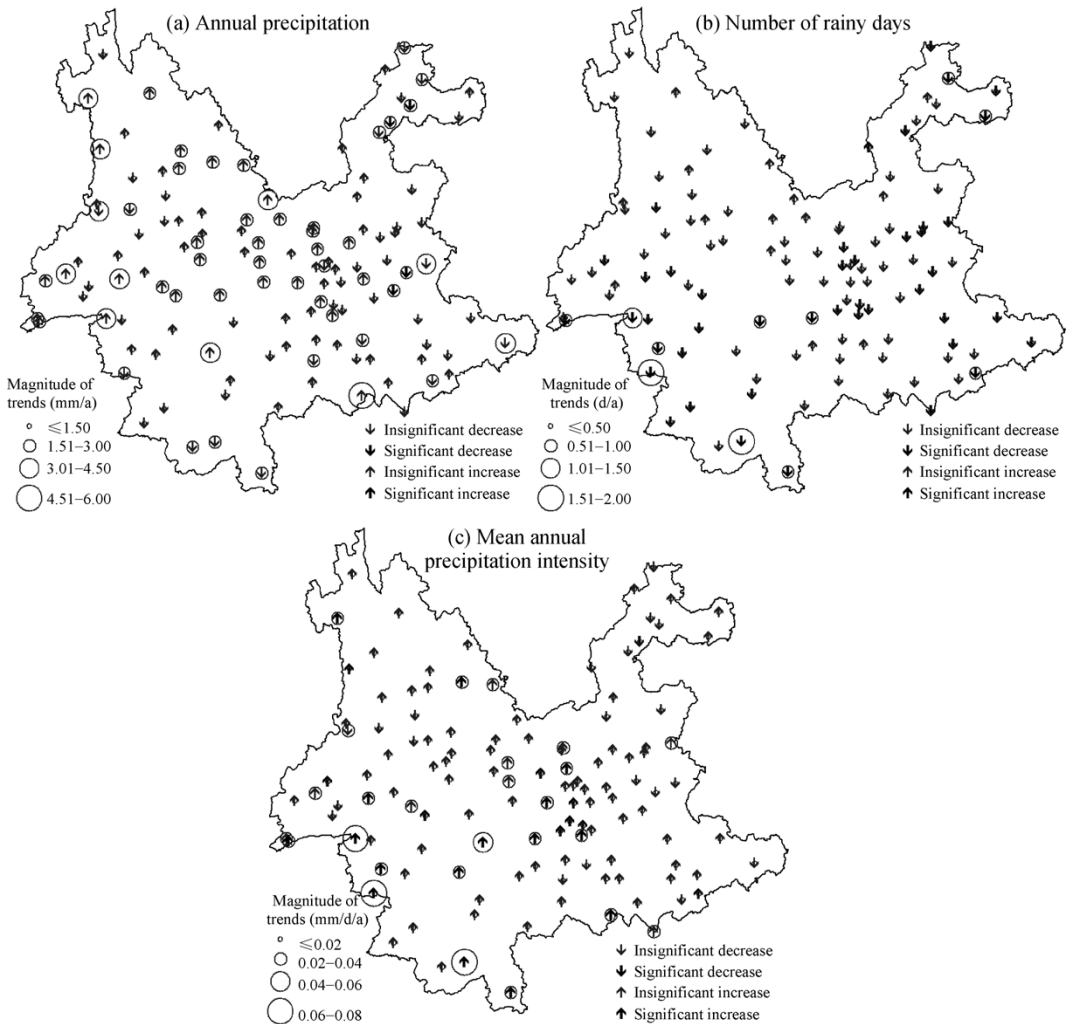 (a) Annual precipitation
Magnitude of
trends (mm/a)
≤1.50
1.51−3.00
3.01−4.50
4.51−6.00
Insignificant decrease
Significant decrease
Insignificant increase
Significant increase
(b) Number of rainy days
Magnitude of
trends (d/a)
≤0.50
0.51−1.00
1.01−1.50
1.51−2.00
Insignificant decrease
Significant decrease
Insignificant increase
Significant increase
(c) Mean annual
precipitation intensity
Magnitude of
trends (mm/d/a)
≤0.02
0.02−0.04
0.04−0.06
0.06−0.08
Insignificant decrease
Significant decrease
Insignificant increase
Significant increase